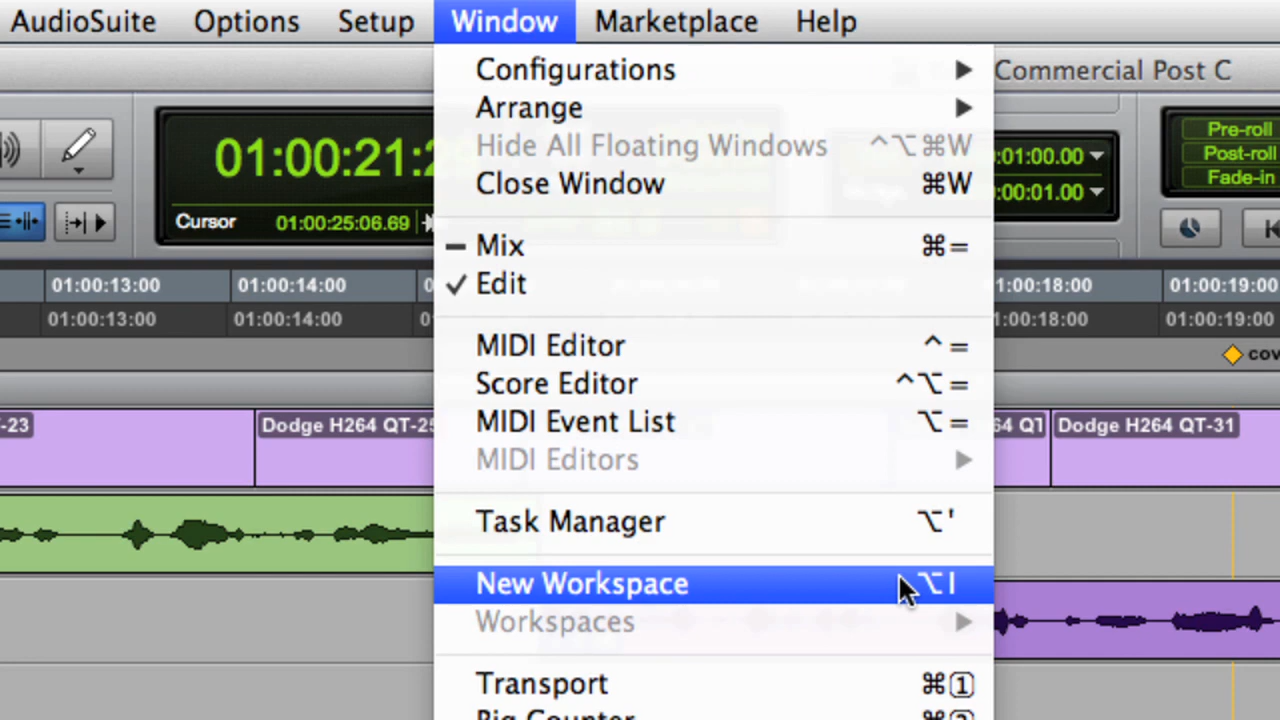 AudioSuite Options Setup Window Marketplace Help
Configurations ▶
Commercial Post C
Arrange ▶
Hide All Floating Windows ^⌥⌘W
Close Window ⌘W
01:00:21:2
Cursor 01:00:25:06.69
:01:00.00
:00:01.00
Pre-roll
Post-roll
Fade-in
– Mix ⌘=
✓ Edit ⌘=
01:00:13:00 01:00:14:00 1:00:18:00 01:00:19:00
01:00:13:00 01:00:14:00 1:00:18:00 01:00:19:00
MIDI Editor ^=
cov
Score Editor ^⌥=
MIDI Event List ⌥=
-23 Dodge H264 QT-25 64 QT Dodge H264 QT-31
MIDI Editors ▶
Task Manager ⌥'
New Workspace ⌥I
Workspaces ▶
Transport ⌘1